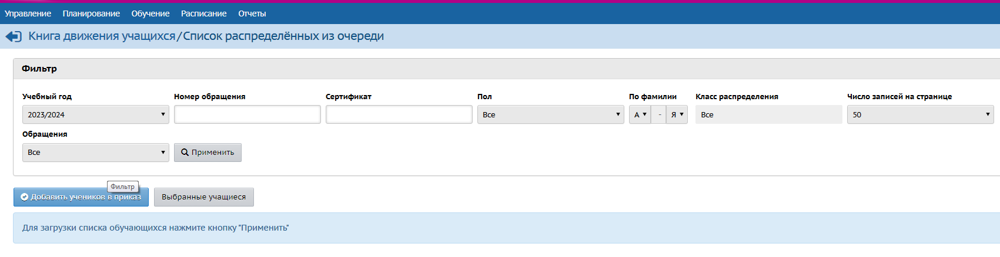 Управление Планирование Обучение Расписание Отчеты
Книга движения учащихся/Список распределённых из очереди
Фильтр
Учебный год Номер обращения Сертификат Пол По фамилии Класс распределения Число записей на странице
2023/2024 Все А - Я Все 50
Обращения
Все Применить
Фильтр
Добавить учеников в приказ Выбранные учащиеся
Для загрузки списка обучающихся нажмите кнопку "Применить"